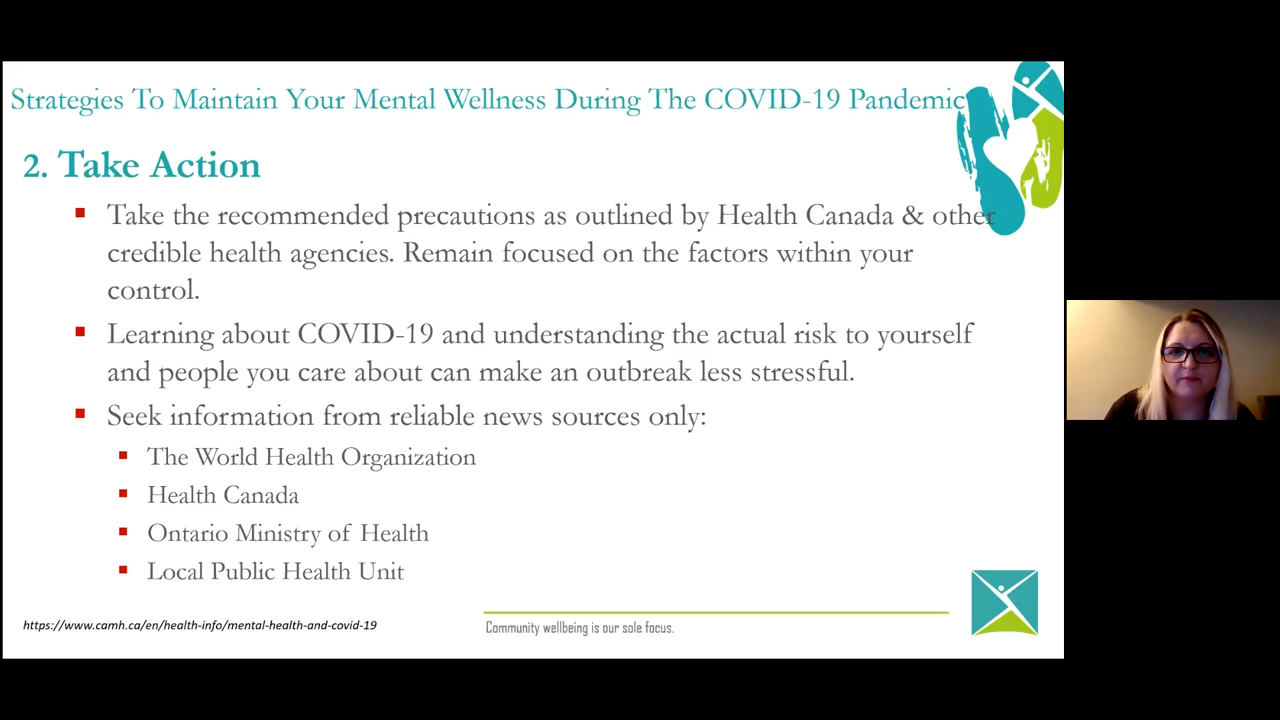 Strategies To Maintain Your Mental Wellness During The COVID-19 Pandemic
2. Take Action
Take the recommended precautions as outlined by Health Canada & other
credible health agencies. Remain focused on the factors within your
control.
Learning about COVID-19 and understanding the actual risk to yourself
and people you care about can make an outbreak less stressful.
Seek information from reliable news sources only:
The World Health Organization
Health Canada
Ontario Ministry of Health
Local Public Health Unit
https://www.camh.ca/en/health-info/mental-health-and-covid-19
Community wellbeing is our sole focus.